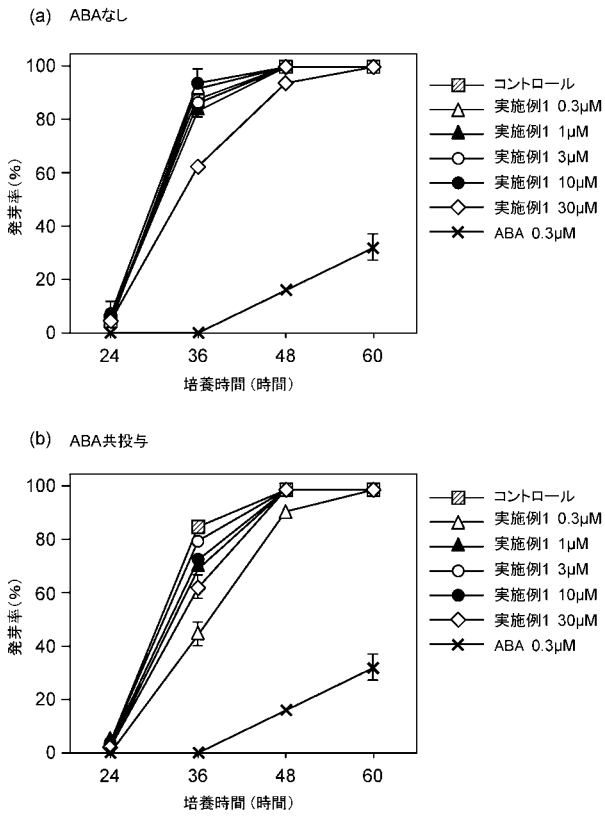 (a) ABAなし
100
80
60
40
20
0
発芽率(%)
24 36 48 60
培養時間(時間)
コントロール
実施例1 0.3μM
実施例1 1μM
実施例1 3μM
実施例1 10μM
実施例1 30μM
ABA 0.3μM
(b) ABA共投与
100
80
60
40
20
0
発芽率(%)
24 36 48 60
培養時間(時間)
コントロール
実施例1 0.3μM
実施例1 1μM
実施例1 3μM
実施例1 10μM
実施例1 30μM
ABA 0.3μM